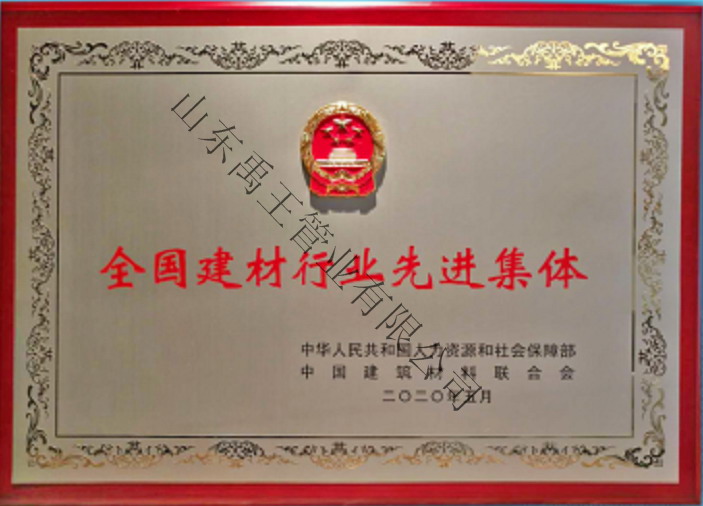 全国建材行业先进集体
中华人民共和国人力资源和社会保障部
中国建筑材料联合会
二〇二〇年五月
山东禹王管业有限公司